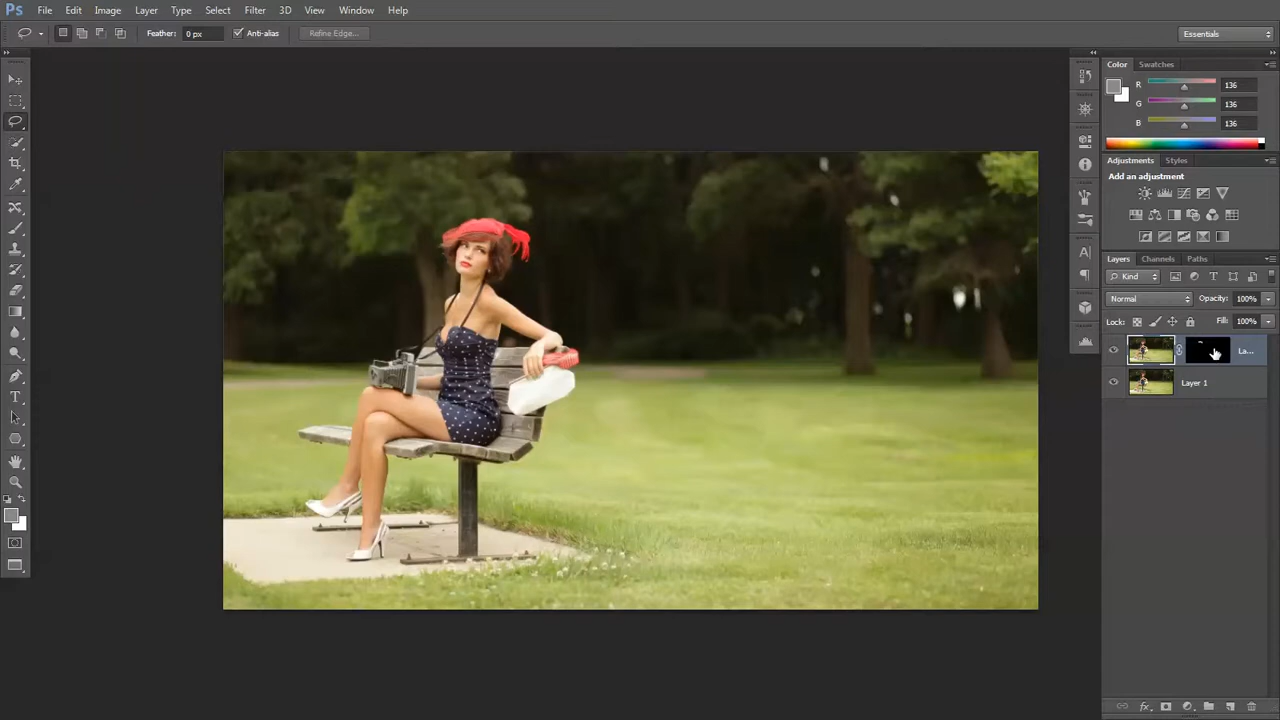 Ps File Edit Image Layer Type Select Filter 3D View Window Help
Feather: 0 px Anti-alias Refine Edge... Essentials
Color Swatches
R 136
G 136
B 136
Adjustments Styles
Add an adjustment
Layers Channels Paths
Kind
Normal Opacity: 100%
Lock: Fill: 100%
La...
Layer 1